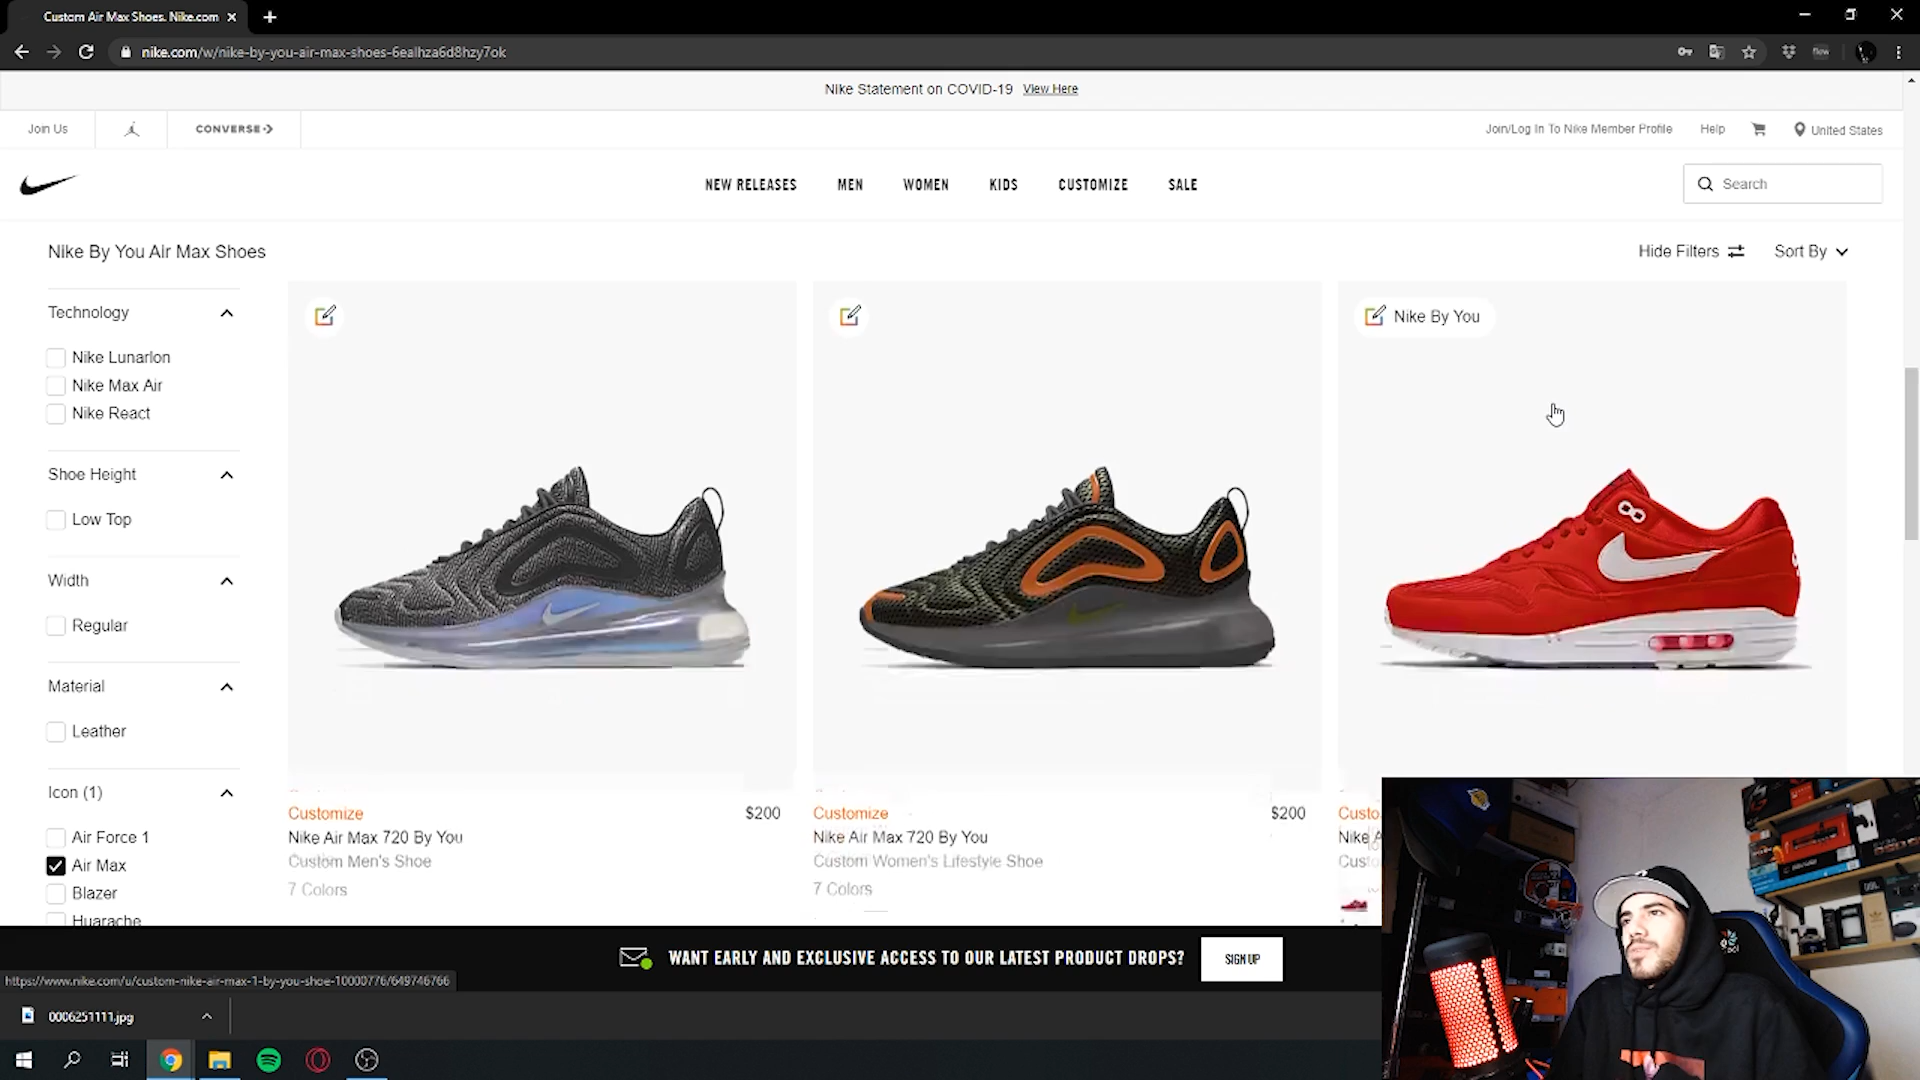 Custom Air Max Shoes. Nike.com
nike.com/w/nike-by-you-air-max-shoes-6ealhza6d8hzy7ok
Nike Statement on COVID-19 View Here
Join Us
CONVERSE
Join/Log In To Nike Member Profile
Help
United States
NEW RELEASES
MEN
WOMEN
KIDS
CUSTOMIZE
SALE
Search
Nike By You Air Max Shoes
Hide Filters
Sort By
Technology
Nike Lunarlon
Nike Max Air
Nike React
Shoe Height
Low Top
Width
Regular
Material
Leather
Icon (1)
Air Force 1
Air Max
Blazer
Huarache
Nike By You
Customize
$200
Nike Air Max 720 By You
Custom Men's Shoe
7 Colors
Customize
$200
Nike Air Max 720 By You
Custom Women's Lifestyle Shoe
7 Colors
Custo
Nike A
Custo
WANT EARLY AND EXCLUSIVE ACCESS TO OUR LATEST PRODUCT DROPS?
SIGN UP
https://www.nike.com/u/custom-nike-air-max-1-by-you-shoe-10000776/649746766
0006251111.jpg